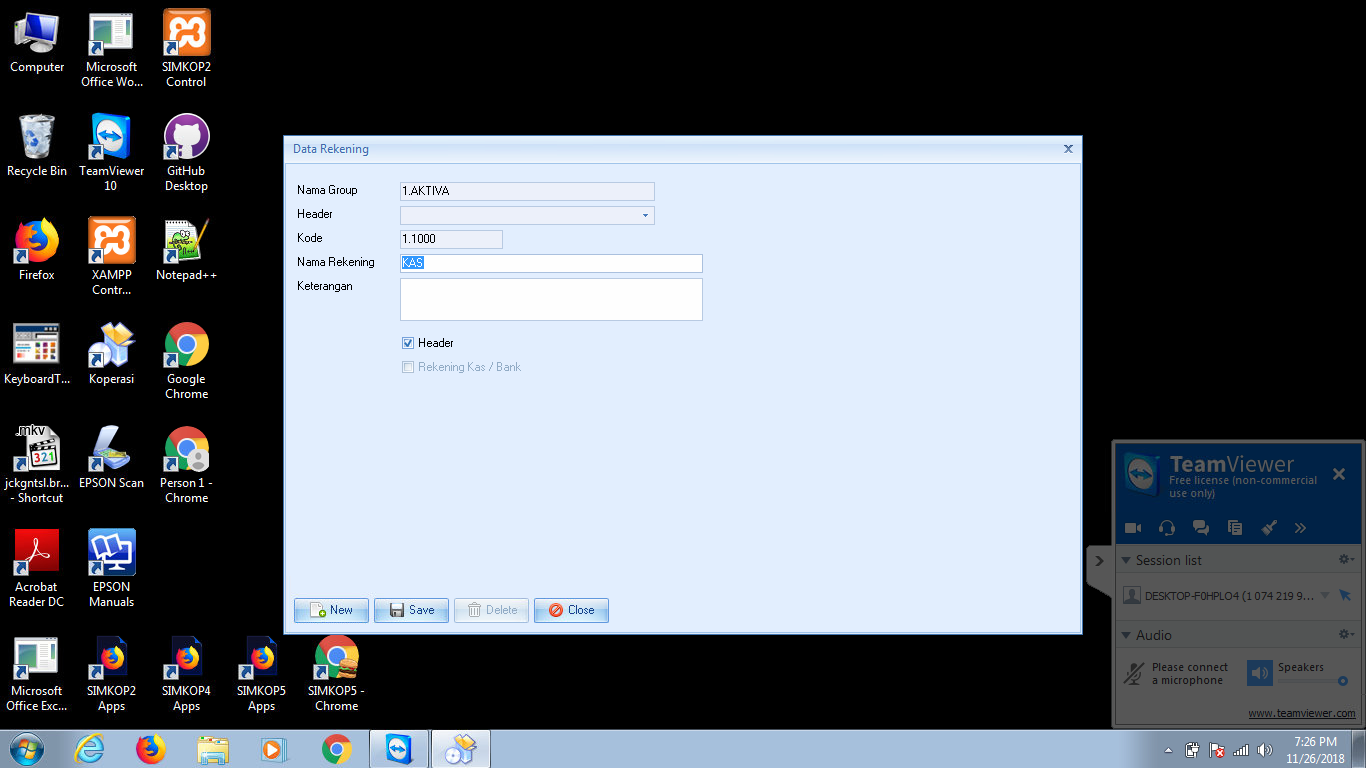 Computer
Microsoft
Office Wo...
SIMKOP2
Control
Recycle Bin
TeamViewer
10
GitHub
Desktop
Firefox
XAMPP
Contr...
Notepad++
KeyboardT...
Koperasi
Google
Chrome
.mkv
321
jckgntsl.br...
- Shortcut
EPSON Scan
Person 1 -
Chrome
Acrobat
Reader DC
EPSON
Manuals
Microsoft
Office Exc...
SIMKOP2
Apps
SIMKOP4
Apps
SIMKOP5
Apps
SIMKOP5 -
Chrome
Data Rekening
Nama Group
1.AKTIVA
Header
Kode
1.1000
Nama Rekening
KAS
Keterangan
Header
Rekening Kas / Bank
New
Save
Delete
Close
TeamViewer
Free license (non-commercial
use only)
Session list
DESKTOP-F0HPLO4 (1 074 219 9...
Audio
Please connect
a microphone
Speakers
www.teamviewer.com
7:26 PM
11/26/2018